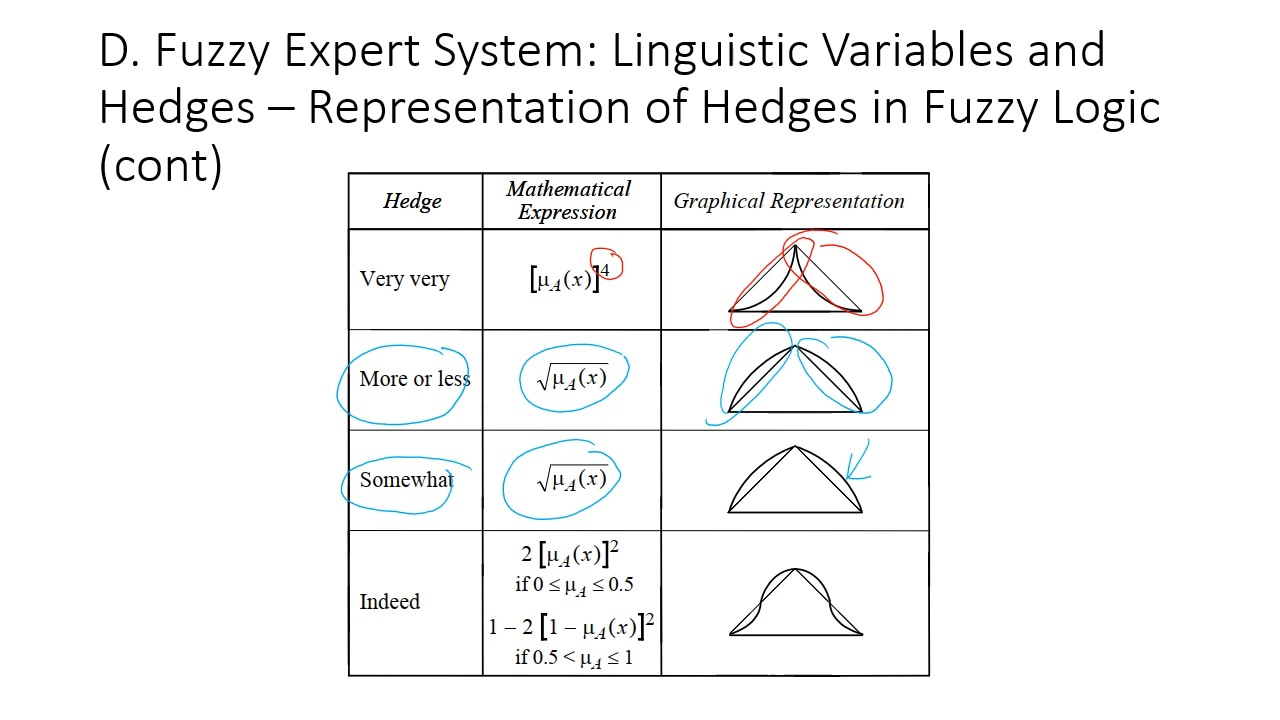 D. Fuzzy Expert System: Linguistic Variables and
Hedges – Representation of Hedges in Fuzzy Logic
(cont)
Hedge
Mathematical
Expression
Graphical Representation
Very very
[μ_A(x)]⁴
More or less
√μ_A(x)
Somewhat
√μ_A(x)
Indeed
2 [μ_A(x)]²
if 0 ≤ μ_A ≤ 0.5
1 – 2 [1 – μ_A(x)]²
if 0.5 < μ_A ≤ 1